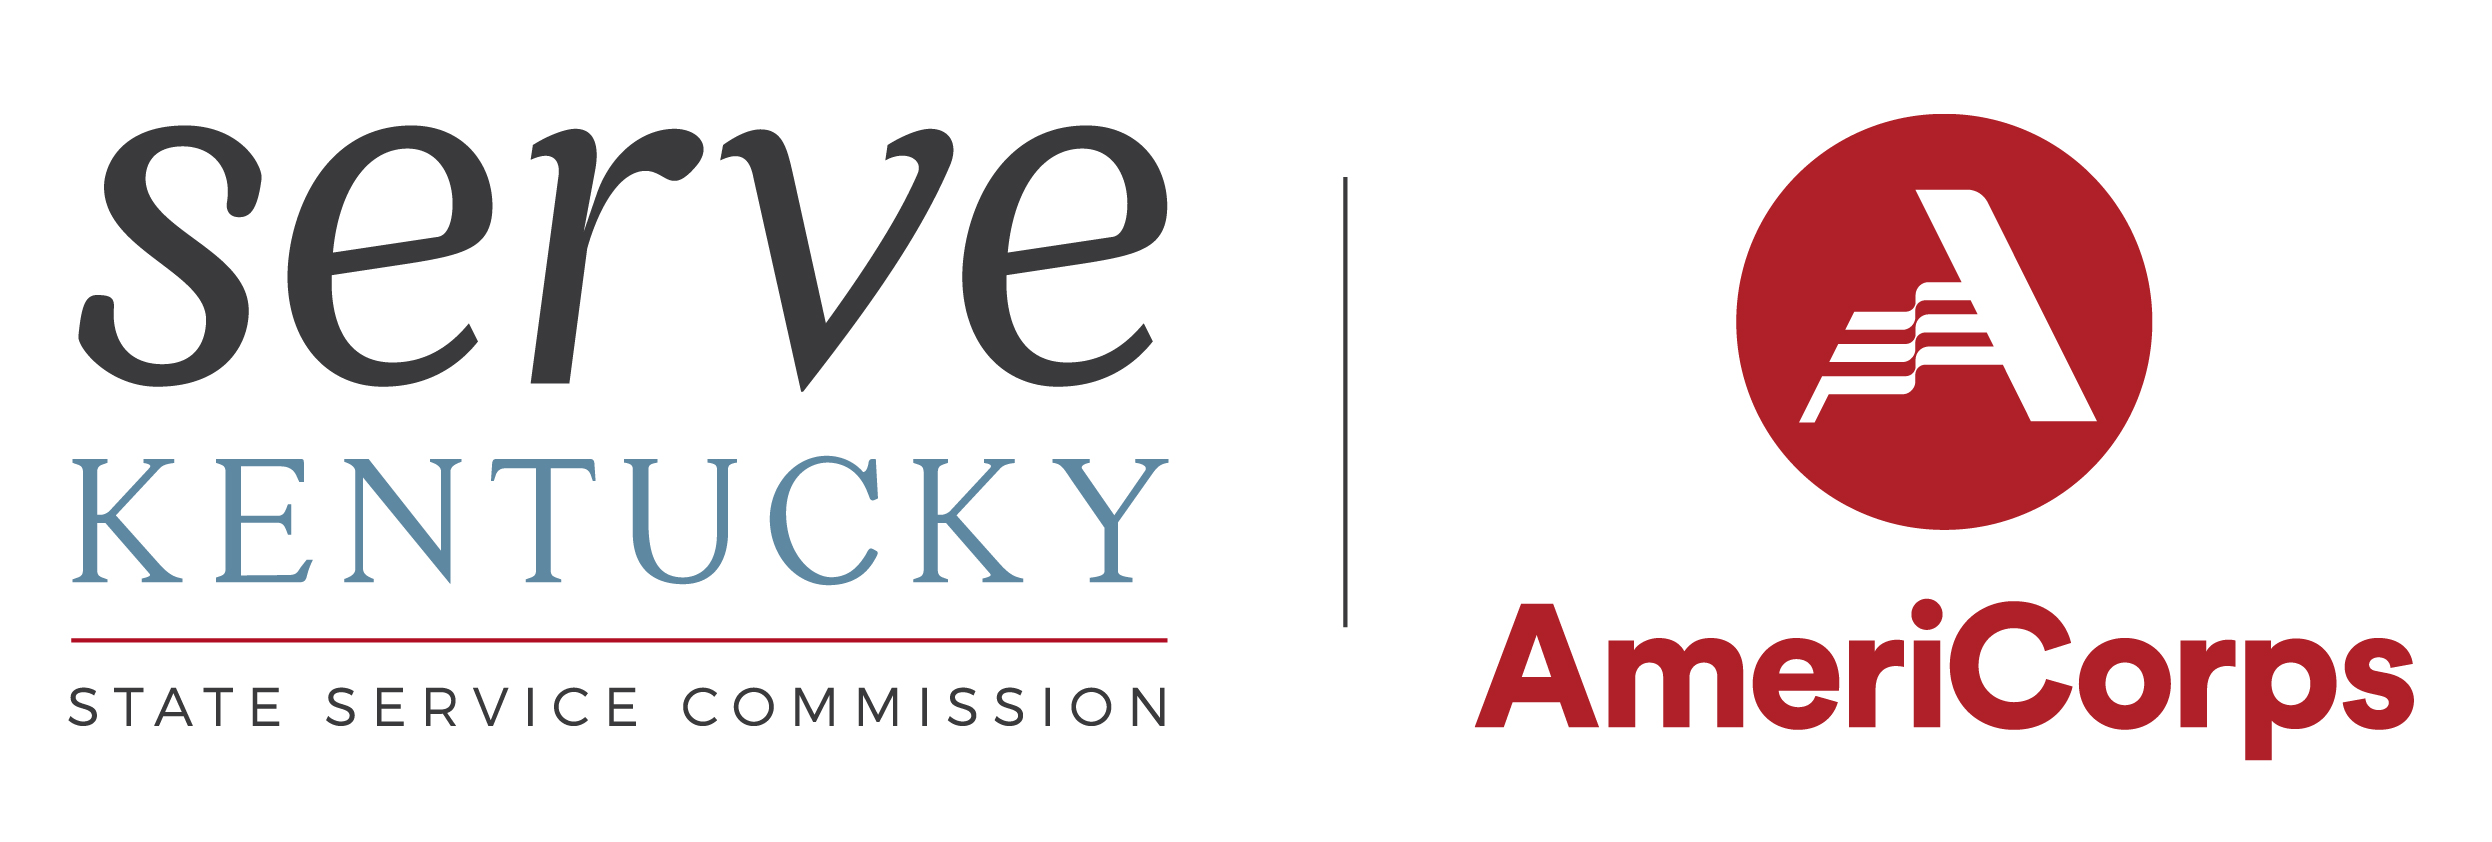 serve
KENTUCKY
STATE SERVICE COMMISSION
A
AmeriCorps